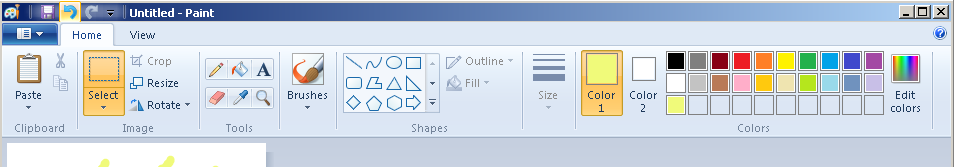 Untitled - Paint
Home View
Paste
Clipboard
Select
Crop
Resize
Rotate
Image
A
Tools
Brushes
Shapes
Outline
Fill
Size
Color 1
Color 2
Edit colors
Colors